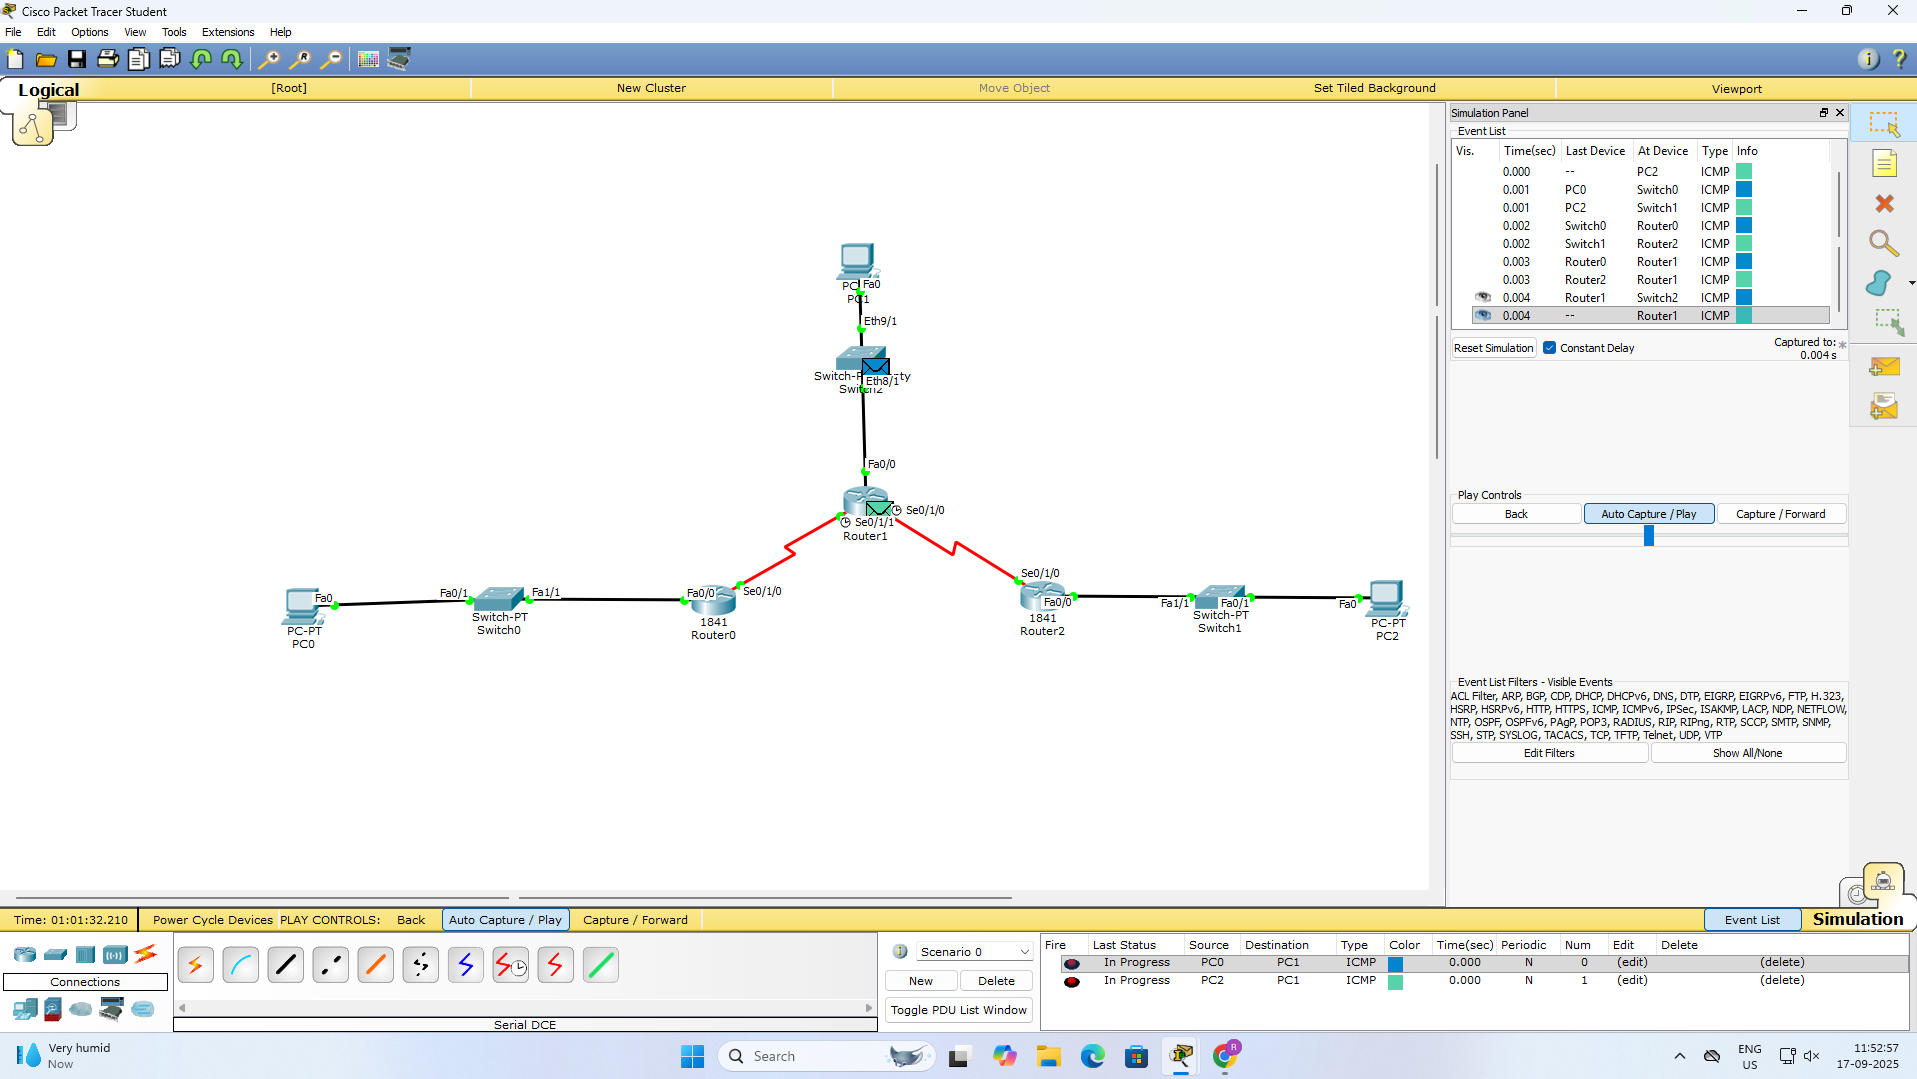 Cisco Packet Tracer Student
File Edit Options View Tools Extensions Help
Logical [Root] New Cluster Move Object Set Tiled Background Viewport
Simulation Panel
Event List
Vis. Time(sec) Last Device At Device Type Info
0.000 -- PC2 ICMP
0.001 PC0 Switch0 ICMP
0.001 PC2 Switch1 ICMP
0.002 Switch0 Router0 ICMP
0.002 Switch1 Router2 ICMP
0.003 Router0 Router1 ICMP
0.003 Router2 Router1 ICMP
0.004 Router1 Switch2 ICMP
0.004 -- Router1 ICMP
Reset Simulation Constant Delay Captured to: *
0.004 s
Play Controls
Back Auto Capture / Play Capture / Forward
Event List Filters - Visible Events
ACL Filter, ARP, BGP, CDP, DHCP, DHCPv6, DNS, DTP, EIGRP, EIGRPv6, FTP, H.323,
HSRP, HSRPv6, HTTP, HTTPS, ICMP, ICMPv6, IPSec, ISAKMP, LACP, NDP, NETFLOW,
NTP, OSPF, OSPFv6, PAgP, POP3, RADIUS, RIP, RIPng, RTP, SCCP, SMTP, SNMP,
SSH, STP, SYSLOG, TACACS, TCP, TFTP, Telnet, UDP, VTP
Edit Filters Show All/None
Fa0
PC1
Eth9/1
Eth8/1
Fa0/0
Se0/1/0
Se0/1/1
Router1
Fa0
PC-PT
PC0
Fa0/1
Fa1/1
Switch-PT
Switch0
Fa0/0
Se0/1/0
1841
Router0
Se0/1/0
Fa0/0
1841
Router2
Fa1/1
Fa0/1
Switch-PT
Switch1
Fa0
PC-PT
PC2
Time: 01:01:32.210 Power Cycle Devices PLAY CONTROLS: Back Auto Capture / Play Capture / Forward Event List Simulation
Connections
Serial DCE
Scenario 0
New Delete
Toggle PDU List Window
Fire Last Status Source Destination Type Color Time(sec) Periodic Num Edit Delete
In Progress PC0 PC1 ICMP 0.000 N 0 (edit) (delete)
In Progress PC2 PC1 ICMP 0.000 N 1 (edit) (delete)
Very humid
Now
Search
R
ENG
US
11:52:57
17-09-2025